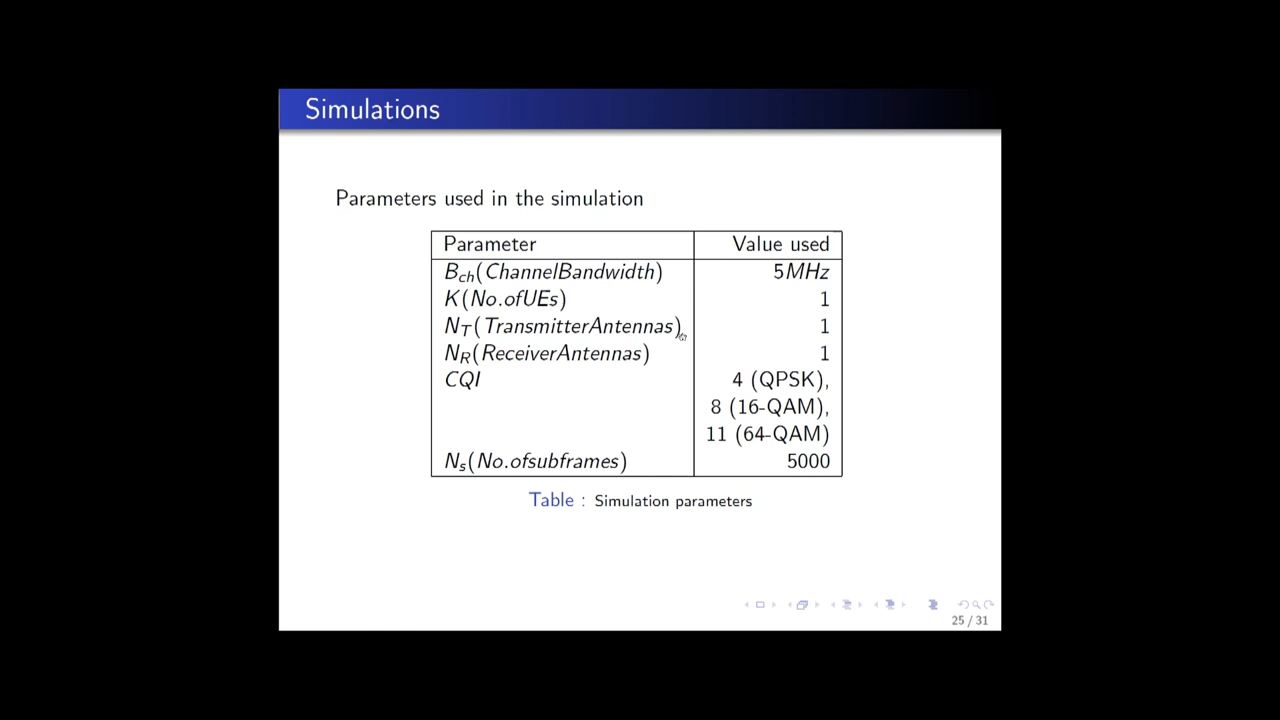 Simulations
Parameters used in the simulation
Parameter Value used
B_ch(ChannelBandwidth) 5MHz
K(No.ofUEs) 1
N_T(TransmitterAntennas) 1
N_R(ReceiverAntennas) 1
CQI 4 (QPSK),
8 (16-QAM),
11 (64-QAM)
N_s(No.ofsubframes) 5000
Table : Simulation parameters
25 / 31